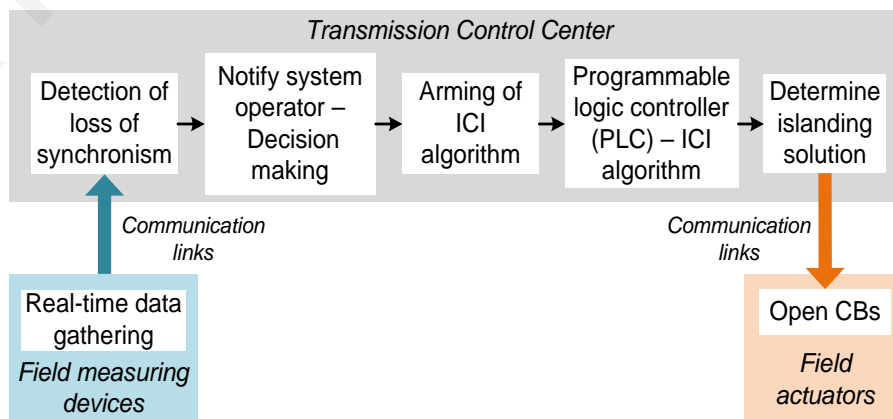 Transmission Control Center
Detection of
loss of
synchronism
Notify system
operator –
Decision
making
Arming of
ICI
algorithm
Programmable
logic controller
(PLC) – ICI
algorithm
Determine
islanding
solution
Communication
links
Communication
links
Real-time data
gathering
Field measuring
devices
Open CBs
Field
actuators